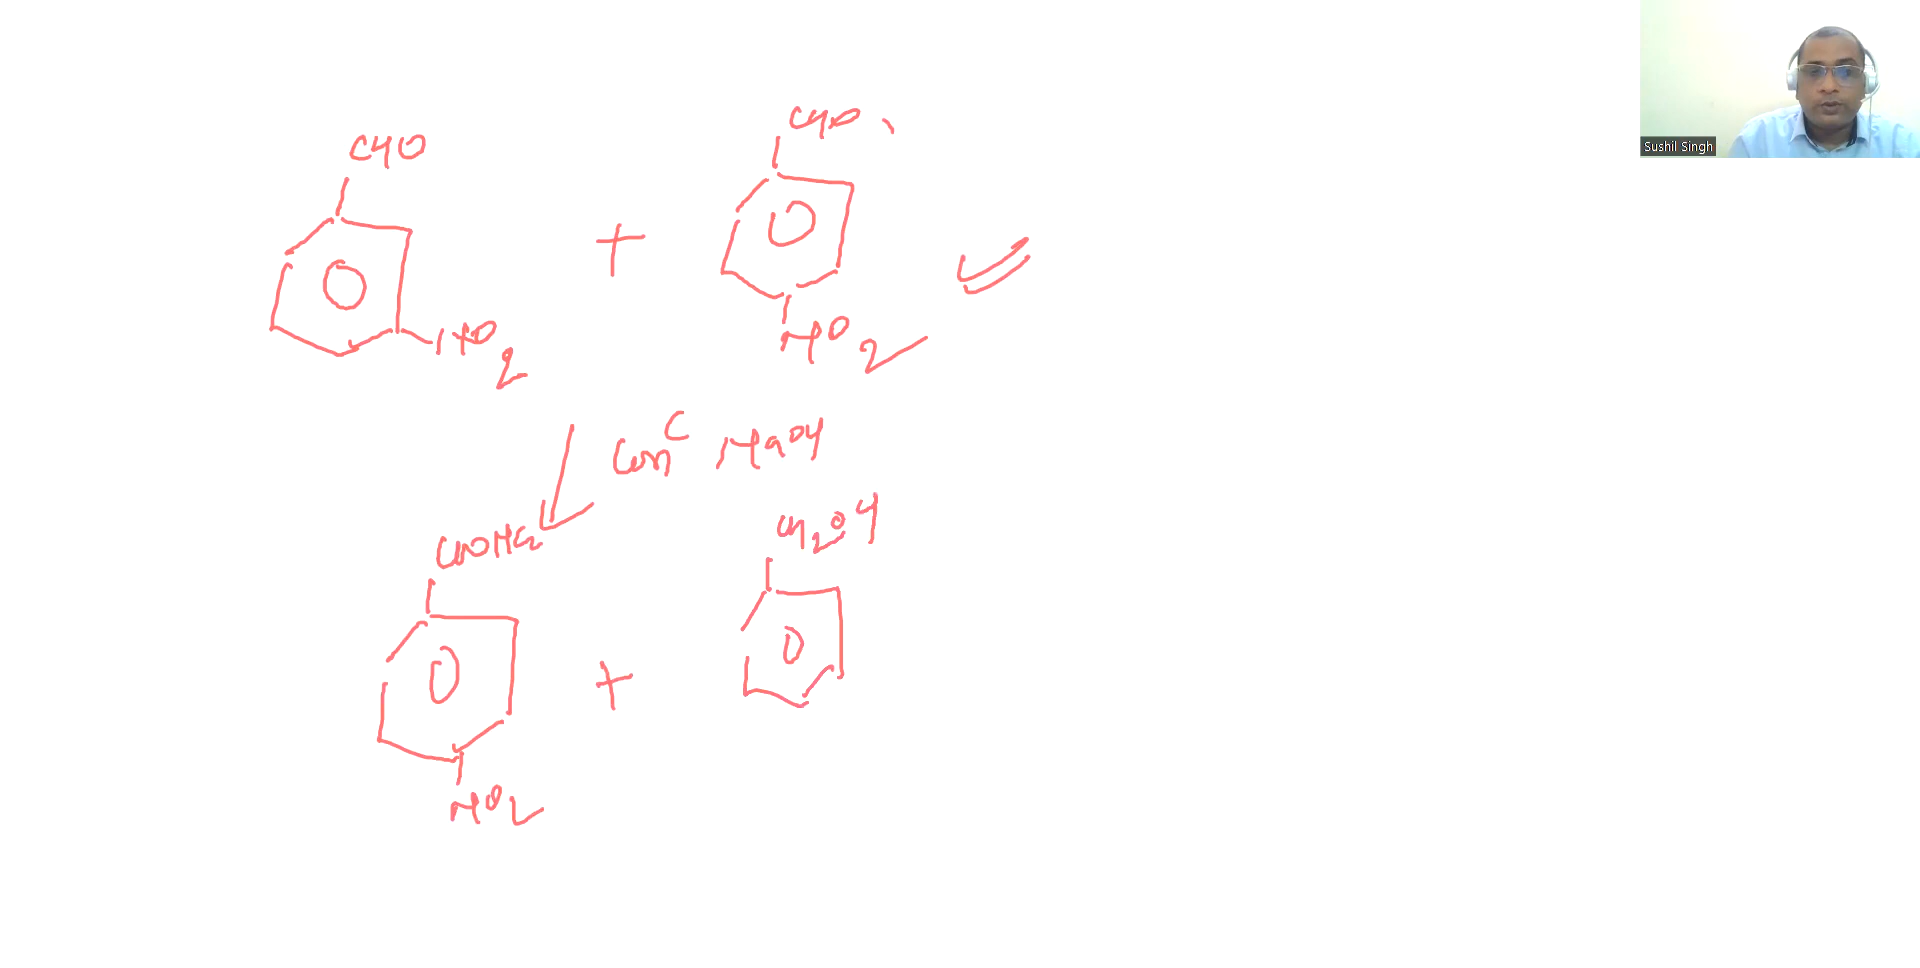 Sushil Singh
CHO
CHO
+
NO2
NO2
Conc NaOH
COONa
CH2OH
+
NO2